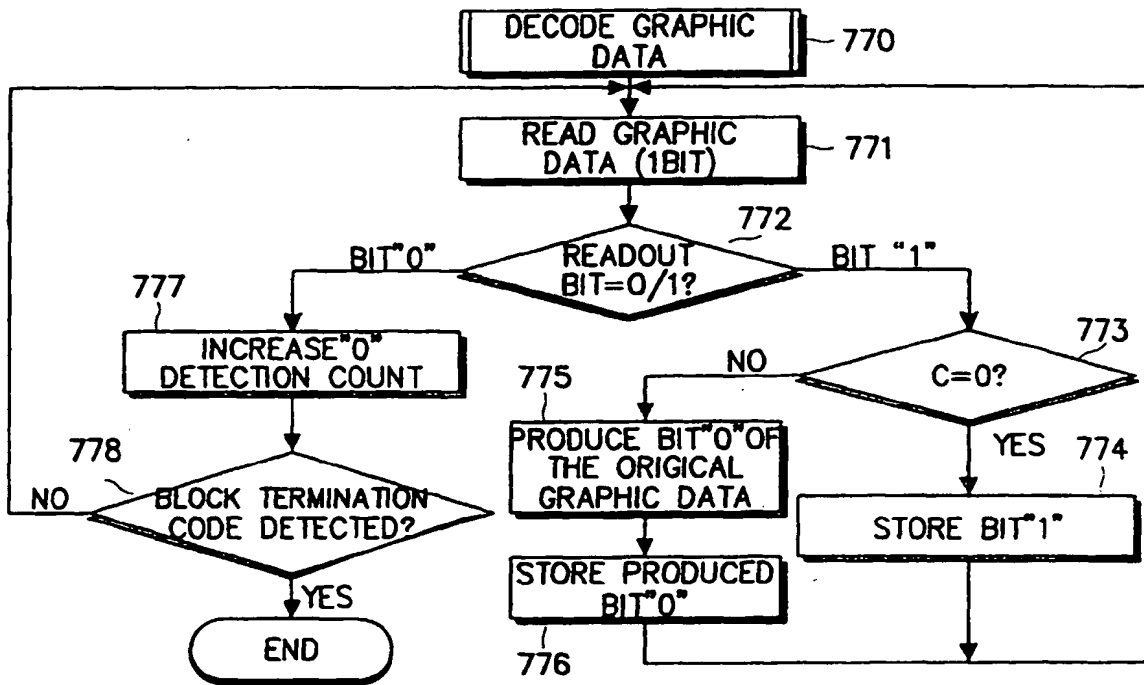 DECODE GRAPHIC
DATA
770
READ GRAPHIC
DATA (1BIT)
771
772
READOUT
BIT=0/1?
BIT"0"
BIT "1"
777
INCREASE"0"
DETECTION COUNT
773
C=0?
NO
YES
775
PRODUCE BIT"0"OF
THE ORIGICAL
GRAPHIC DATA
774
STORE BIT"1"
778
BLOCK TERMINATION
CODE DETECTED?
NO
YES
STORE PRODUCED
BIT"0"
776
END